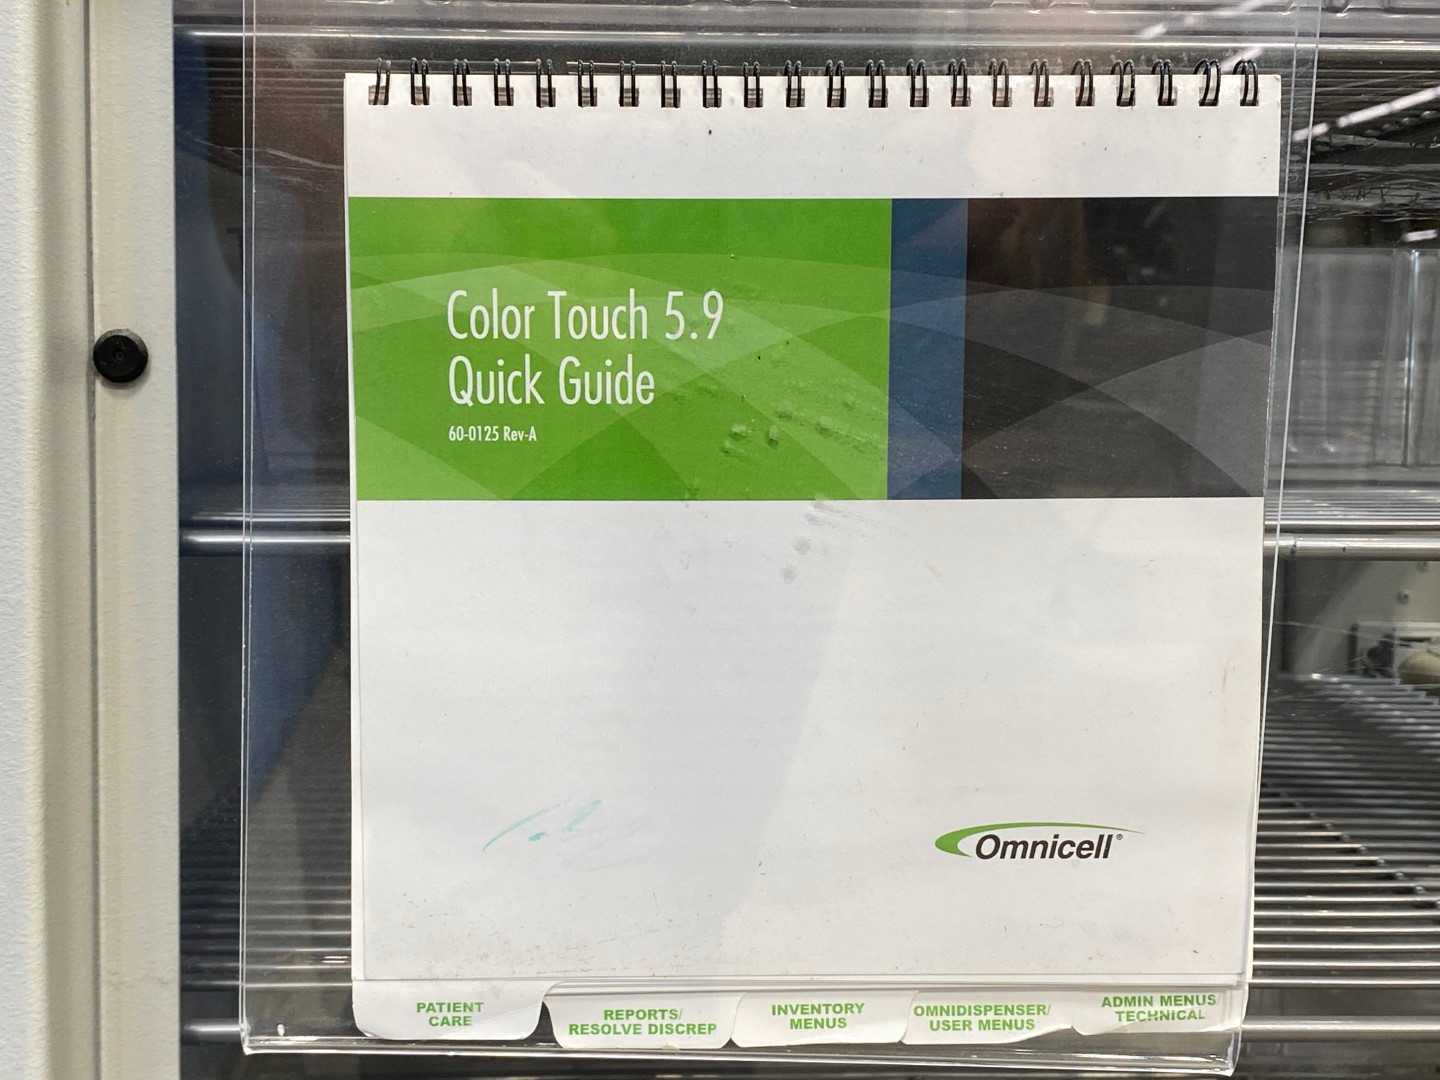 Color Touch 5.9
Quick Guide
60-0125 Rev-A
Omnicell®
PATIENT
CARE
REPORTS/
RESOLVE DISCREP
INVENTORY
MENUS
OMNIDISPENSER/
USER MENUS
ADMIN MENUS
TECHNICAL